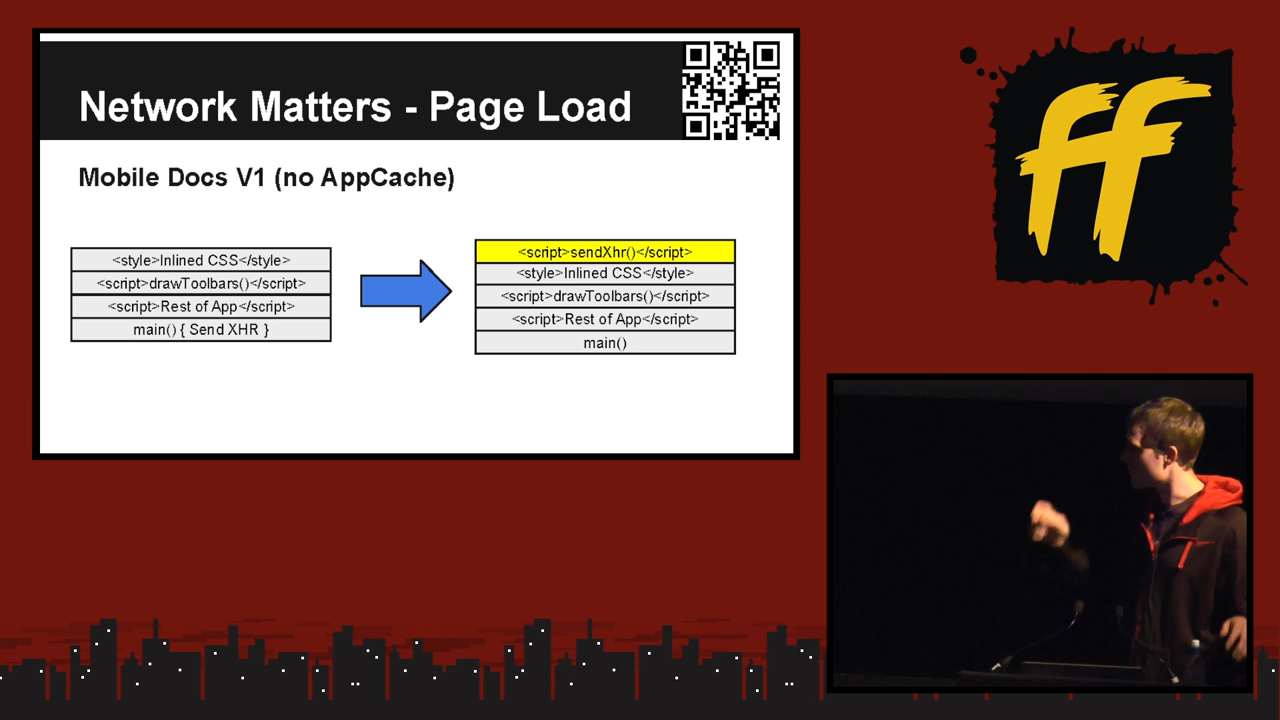 Network Matters - Page Load
Mobile Docs V1 (no AppCache)
<style>Inlined CSS</style>
<script>drawToolbars()</script>
<script>Rest of App</script>
main() { Send XHR }
<script>sendXhr()</script>
<style>Inlined CSS</style>
<script>drawToolbars()</script>
<script>Rest of App</script>
main()
ff